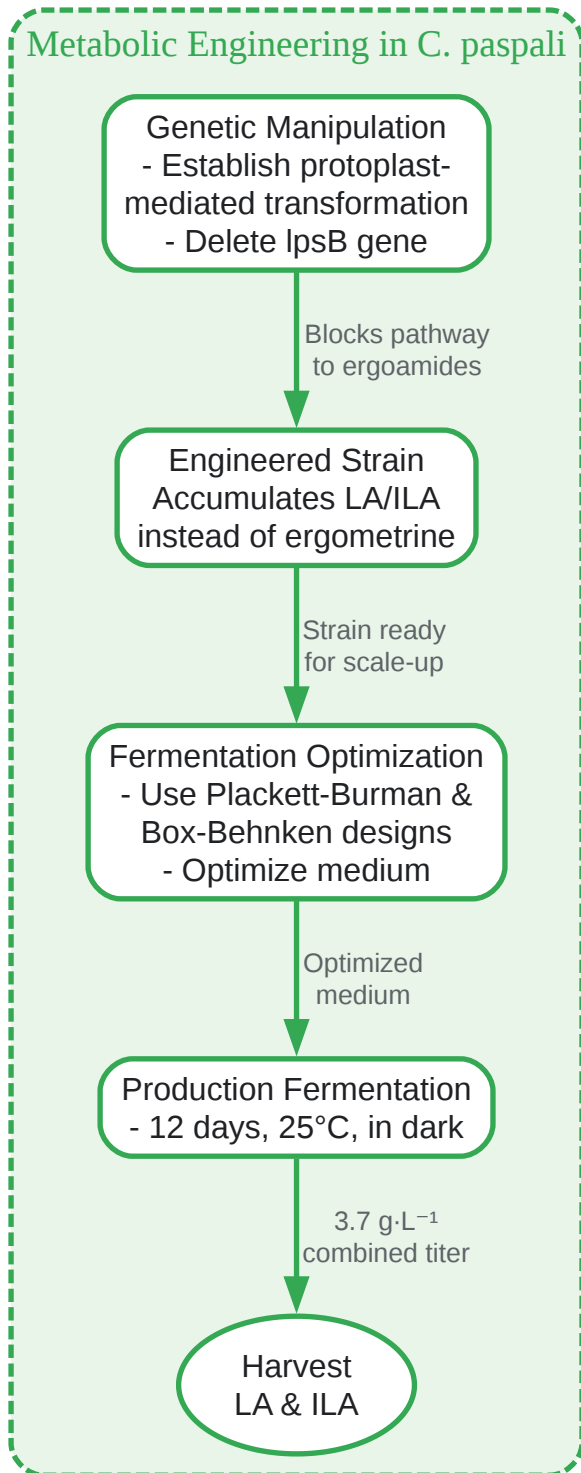 Metabolic Engineering in C. paspali
Genetic Manipulation
- Establish protoplast-
mediated transformation
- Delete lpsB gene
Blocks pathway
to ergoamides
Engineered Strain
Accumulates LA/ILA
instead of ergometrine
Strain ready
for scale-up
Fermentation Optimization
- Use Plackett-Burman &
Box-Behnken designs
- Optimize medium
Optimized
medium
Production Fermentation
- 12 days, 25°C, in dark
3.7 g·L⁻¹
combined titer
Harvest
LA & ILA